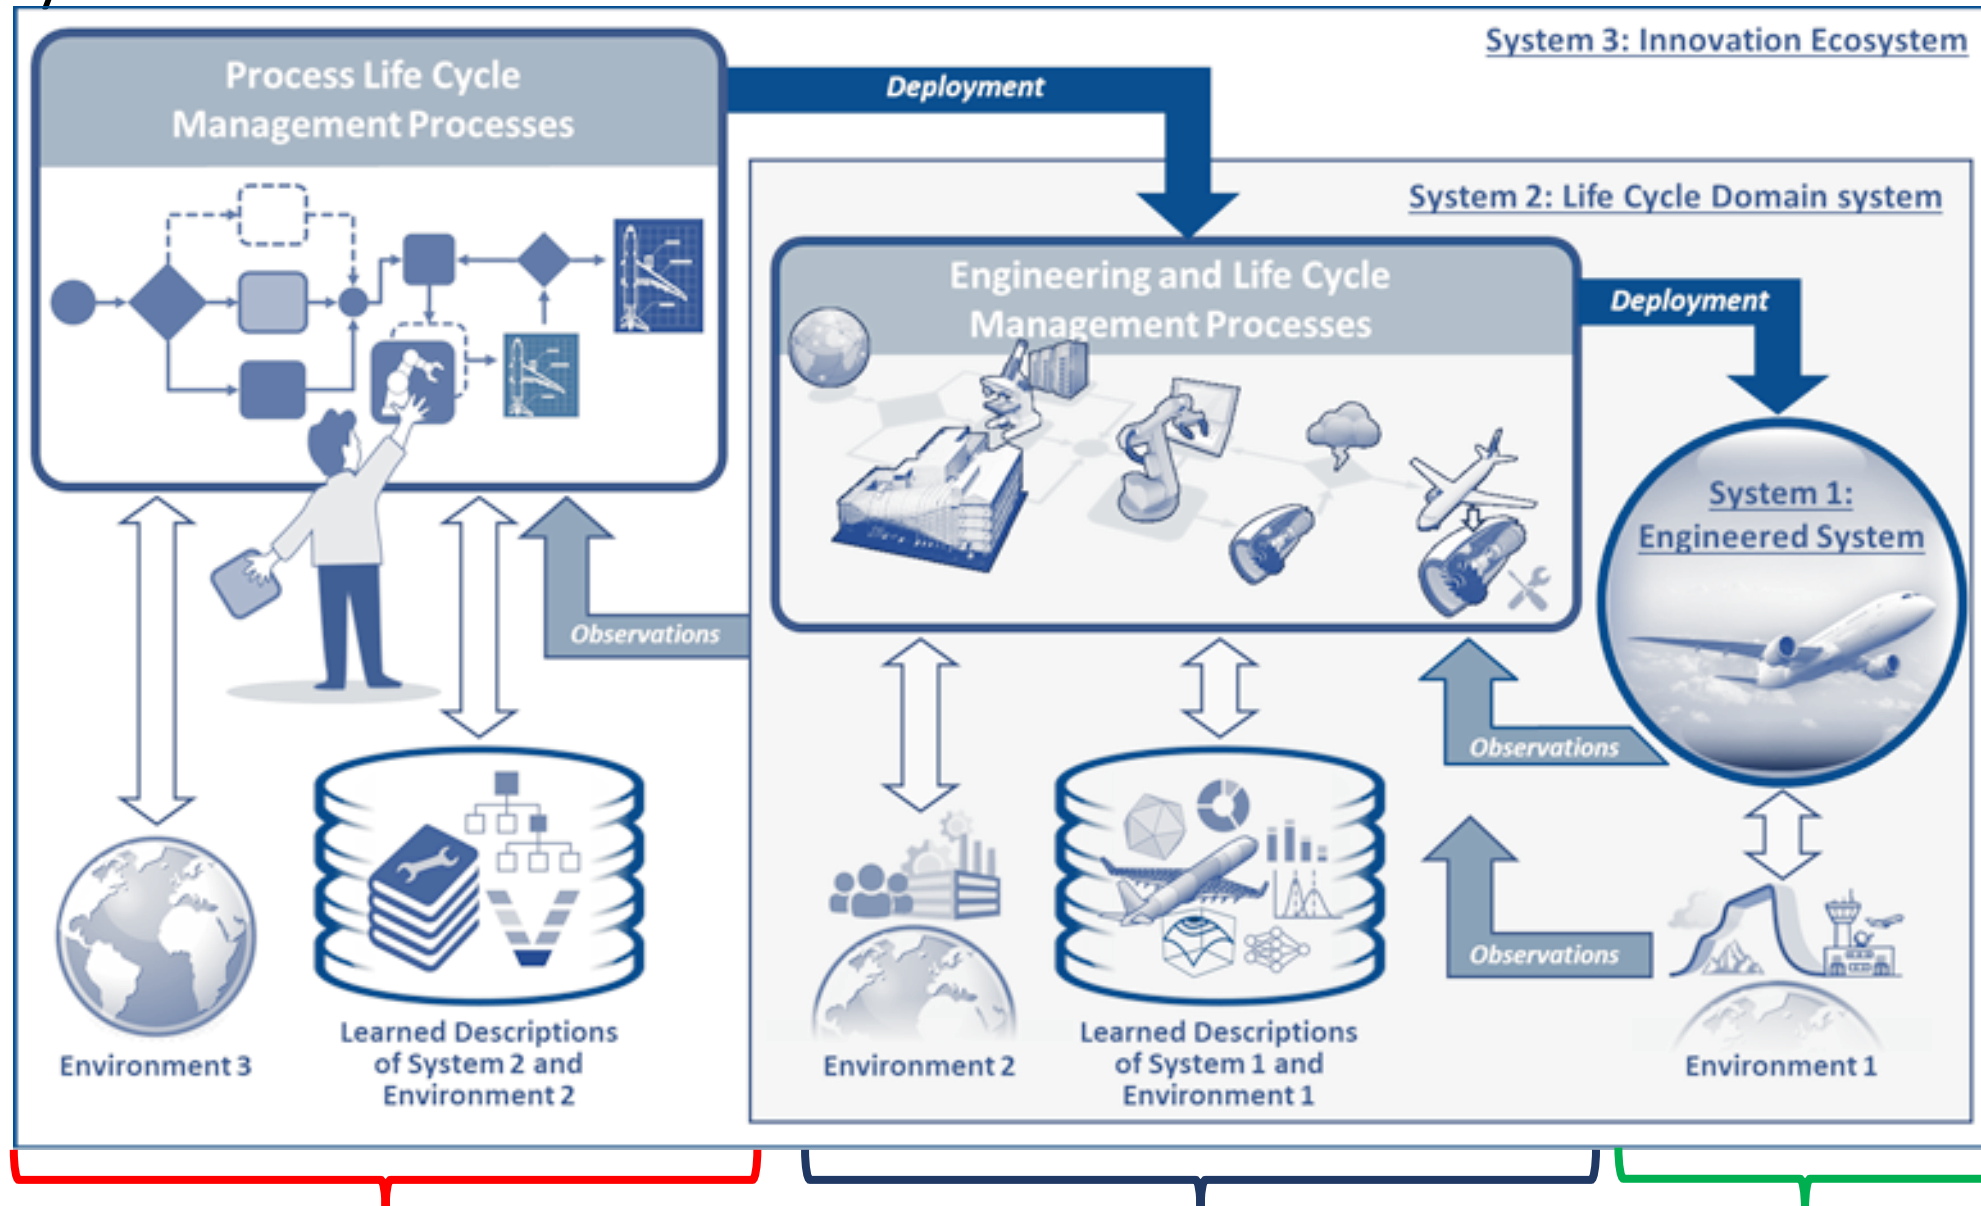 System 3: Innovation Ecosystem
Process Life Cycle
Management Processes
Deployment
System 2: Life Cycle Domain system
Engineering and Life Cycle
Management Processes
Deployment
System 1:
Engineered System
Observations
Observations
Observations
Environment 3
Learned Descriptions
of System 2 and
Environment 2
Environment 2
Learned Descriptions
of System 1 and
Environment 1
Environment 1